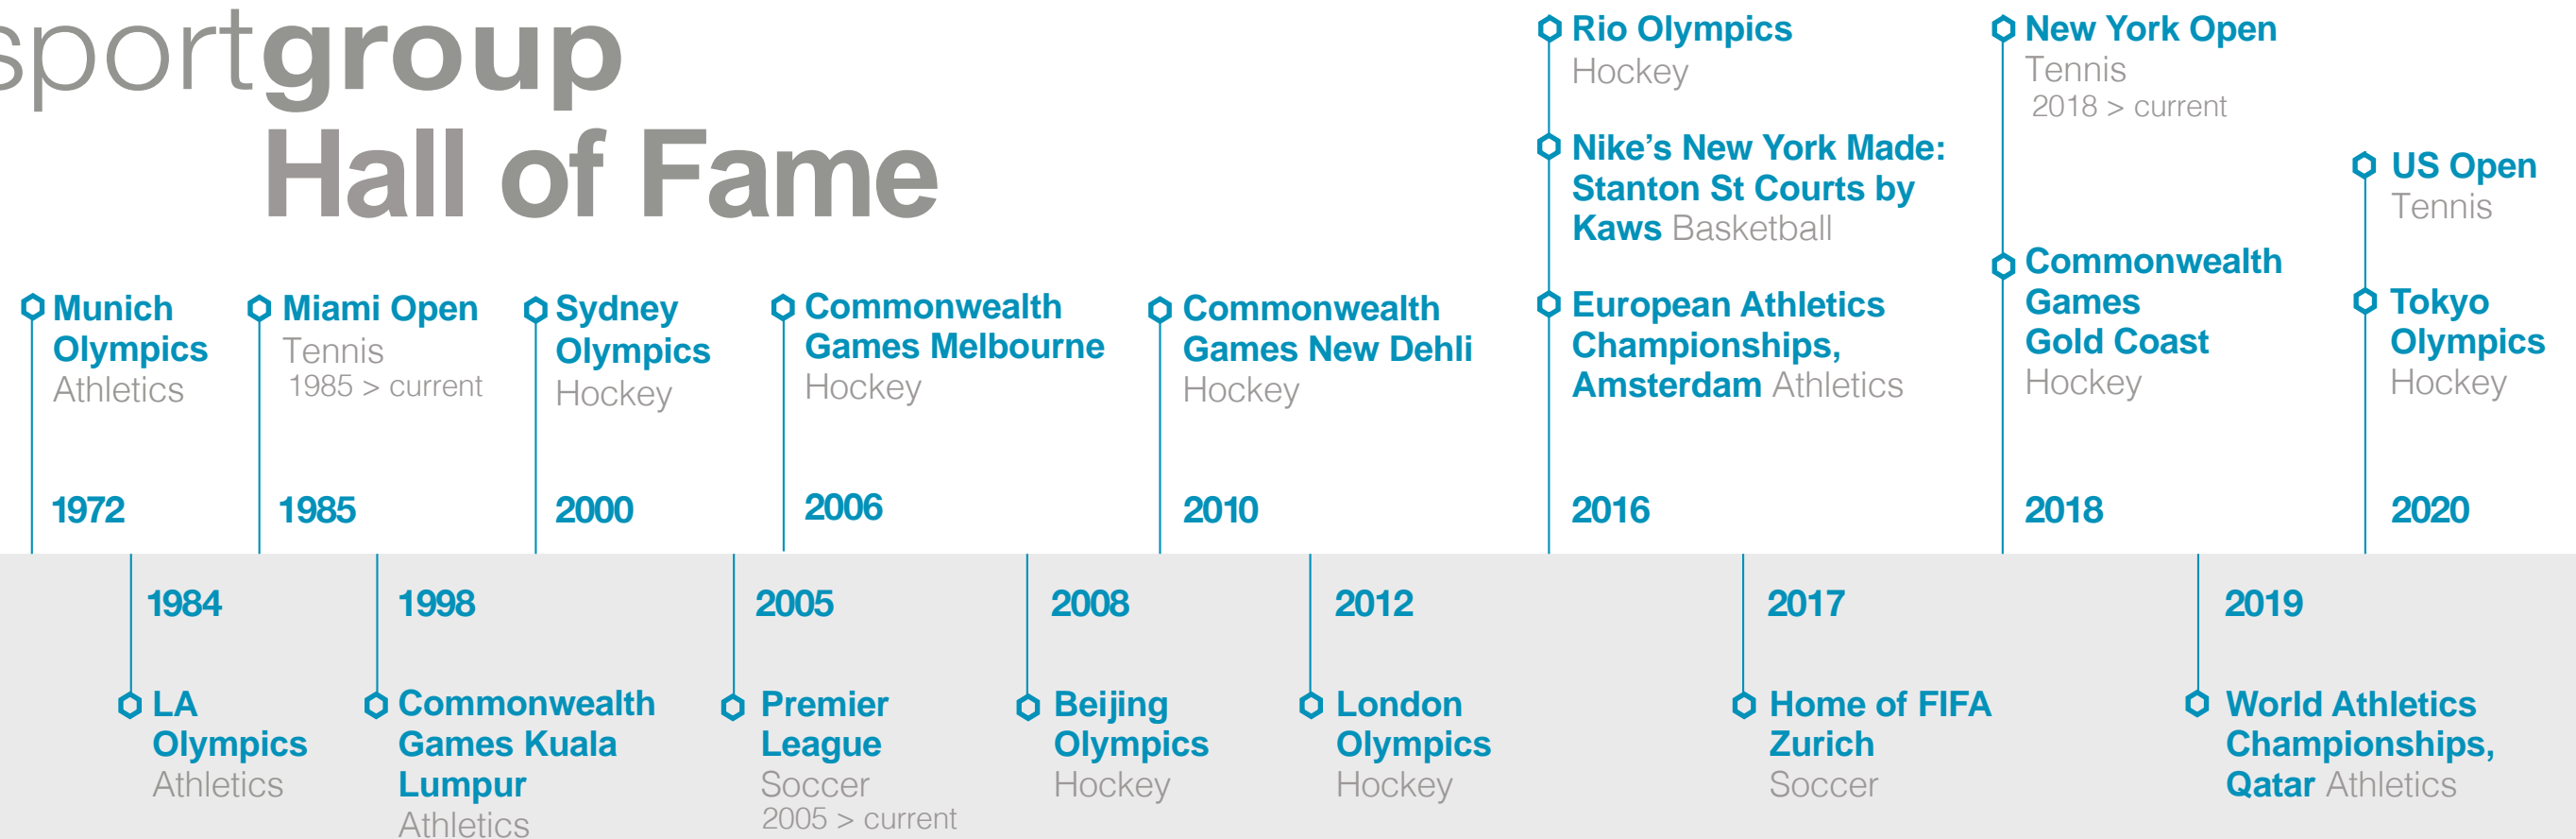 sportgroup
Hall of Fame
Munich
Olympics
Athletics
1972
1984
LA
Olympics
Athletics
Miami Open
Tennis
1985 > current
1985
1998
Commonwealth
Games Kuala
Lumpur
Athletics
Sydney
Olympics
Hockey
2000
2005
Premier
League
Soccer
2005 > current
Commonwealth
Games Melbourne
Hockey
2006
2008
Beijing
Olympics
Hockey
Commonwealth
Games New Dehli
Hockey
2010
2012
London
Olympics
Hockey
Rio Olympics
Hockey
Nike’s New York Made:
Stanton St Courts by
Kaws Basketball
European Athletics
Championships,
Amsterdam Athletics
2016
2017
Home of FIFA
Zurich
Soccer
New York Open
Tennis
2018 > current
Commonwealth
Games
Gold Coast
Hockey
2018
2019
World Athletics
Championships,
Qatar Athletics
US Open
Tennis
Tokyo
Olympics
Hockey
2020